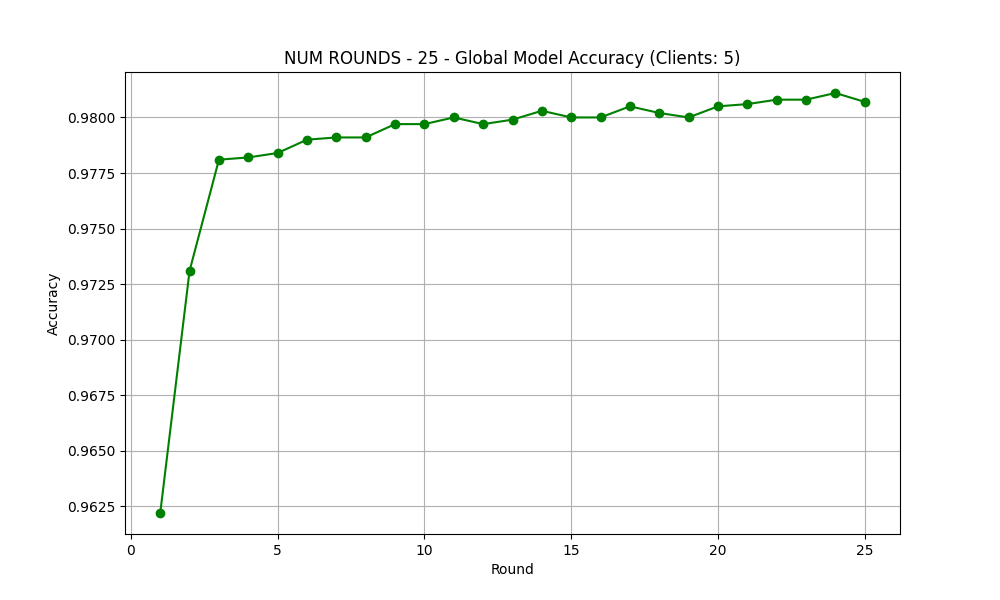 NUM ROUNDS - 25 - Global Model Accuracy (Clients: 5)
0.9800
0.9775
0.9750
0.9725
0.9700
0.9675
0.9650
0.9625
Accuracy
0 5 10 15 20 25
Round